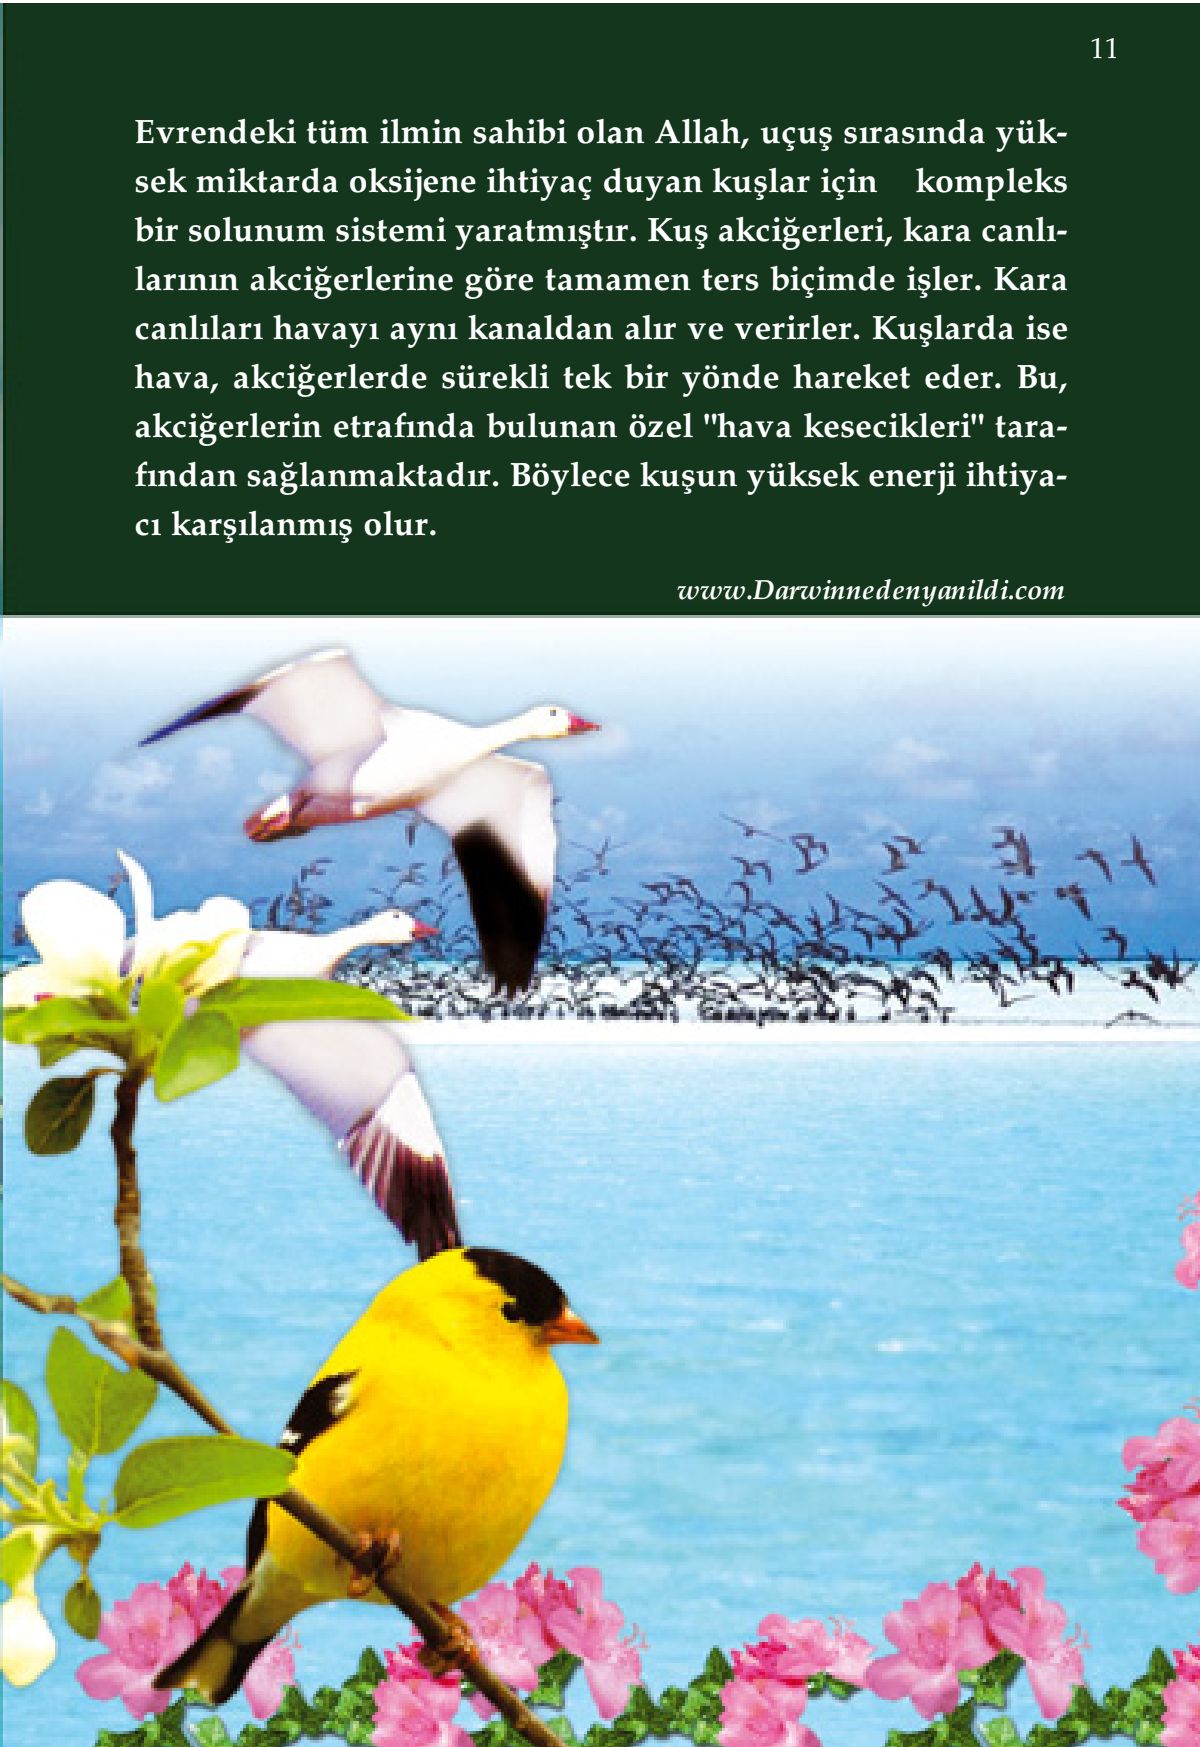 11
Evrendeki tüm ilmin sahibi olan Allah, uçuş sırasında yük-
sek miktarda oksijene ihtiyaç duyan kuşlar için kompleks
bir solunum sistemi yaratmıştır. Kuş akciğerleri, kara canlı-
larının akciğerlerine göre tamamen ters biçimde işler. Kara
canlıları havayı aynı kanaldan alır ve verirler. Kuşlarda ise
hava, akciğerlerde sürekli tek bir yönde hareket eder. Bu,
akciğerlerin etrafında bulunan özel "hava kesecikleri" tara-
fından sağlanmaktadır. Böylece kuşun yüksek enerji ihtiya-
cı karşılanmış olur.
www.Darwinnedenyanildi.com